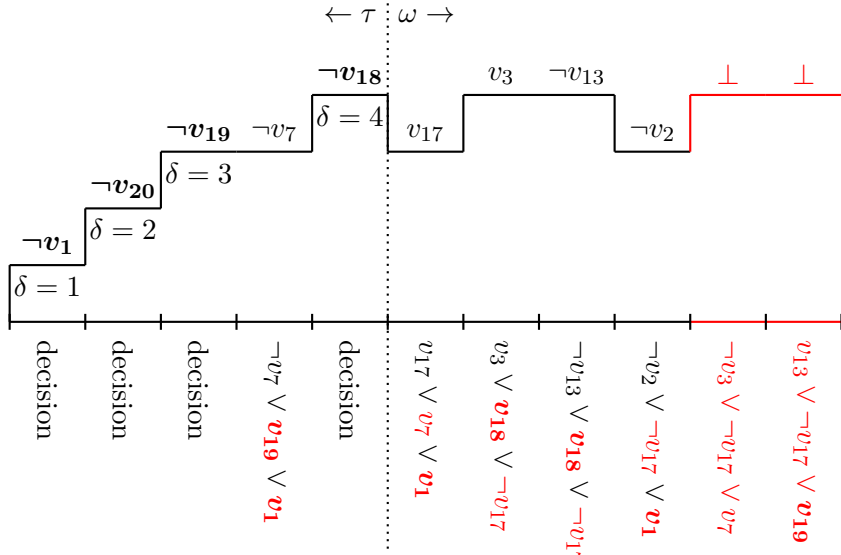 ← τ ω →
¬v18 v3 ¬v13 ⊥ ⊥
¬v19 ¬v7 δ = 4 v17 ¬v2
¬v20 δ = 3
¬v1 δ = 2
δ = 1
decision
decision
decision
¬v7 ∨ v19 ∨ v1
decision
v17 ∨ v7 ∨ v1
v3 ∨ v18 ∨ ¬v17
¬v13 ∨ v18 ∨ ¬v1
¬v2 ∨ ¬v17 ∨ v1
¬v3 ∨ ¬v17 ∨ v7
v13 ∨ ¬v17 ∨ v19